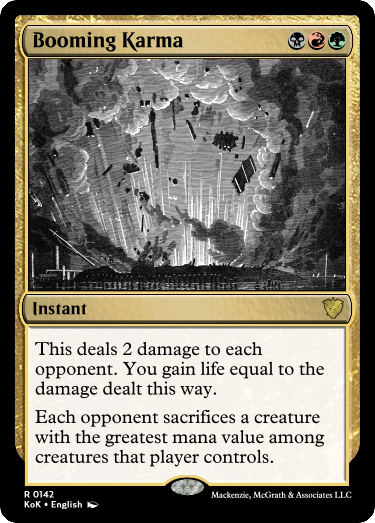 Booming Karma
Instant
This deals 2 damage to each
opponent. You gain life equal to the
damage dealt this way.
Each opponent sacrifices a creature
with the greatest mana value among
creatures that player controls.
R 0142
KoK • English
Mackenzie, McGrath & Associates LLC